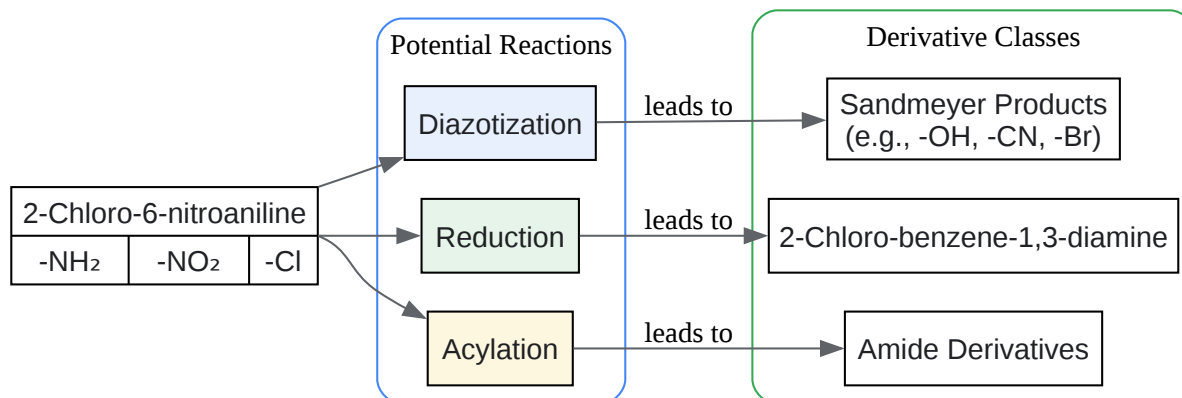 Potential Reactions
Derivative Classes
Diazotization
leads to
Sandmeyer Products
(e.g., -OH, -CN, -Br)
2-Chloro-6-nitroaniline
-NH₂
-NO₂
-Cl
Reduction
leads to
2-Chloro-benzene-1,3-diamine
Acylation
leads to
Amide Derivatives